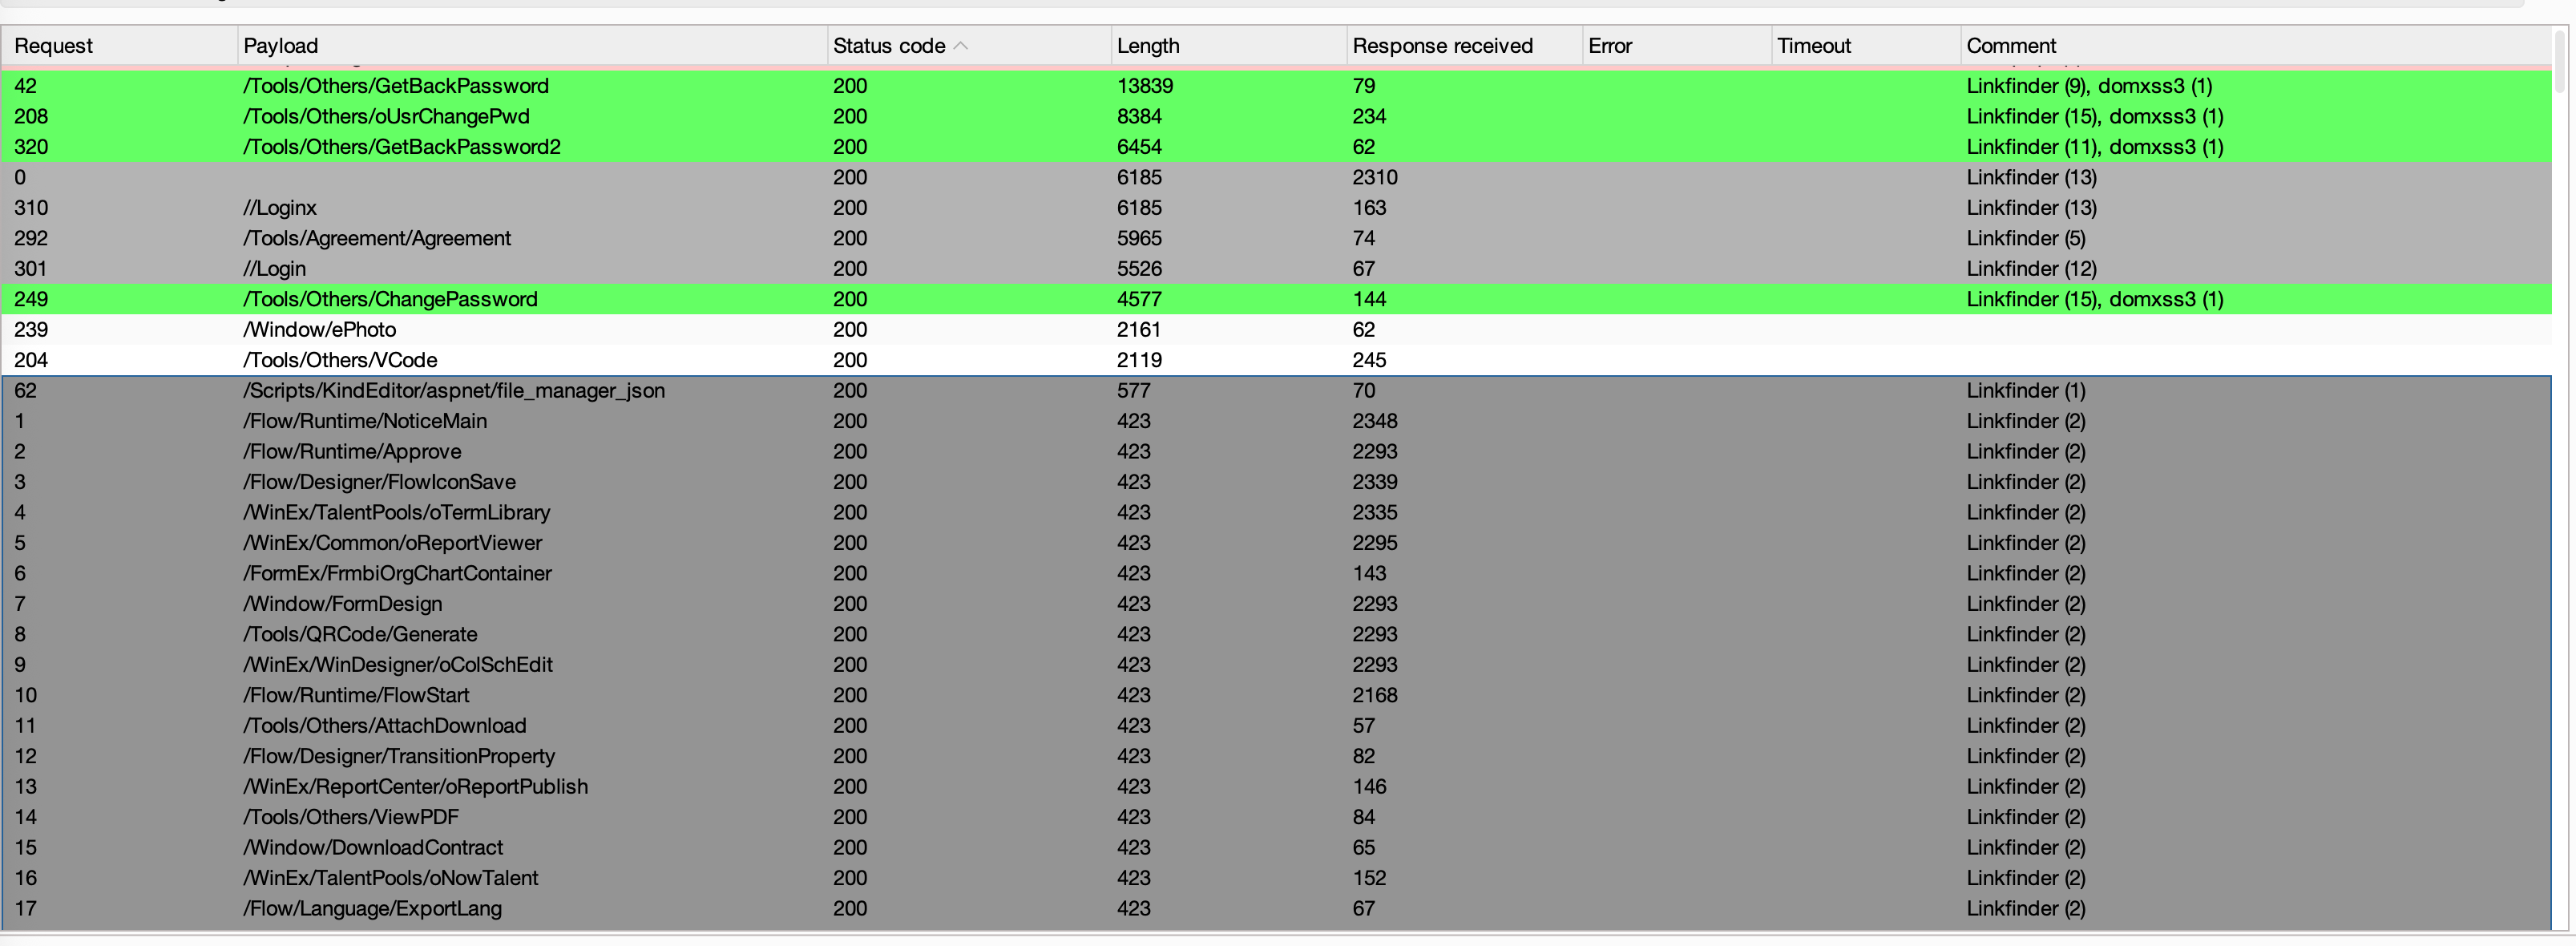 Request Payload Status code Length Response received Error Timeout Comment
42 /Tools/Others/GetBackPassword 200 13839 79 Linkfinder (9), domxss3 (1)
208 /Tools/Others/oUsrChangePwd 200 8384 234 Linkfinder (15), domxss3 (1)
320 /Tools/Others/GetBackPassword2 200 6454 62 Linkfinder (11), domxss3 (1)
0 200 6185 2310 Linkfinder (13)
310 //Loginx 200 6185 163 Linkfinder (13)
292 /Tools/Agreement/Agreement 200 5965 74 Linkfinder (5)
301 //Login 200 5526 67 Linkfinder (12)
249 /Tools/Others/ChangePassword 200 4577 144 Linkfinder (15), domxss3 (1)
239 /Window/ePhoto 200 2161 62
204 /Tools/Others/VCode 200 2119 245
62 /Scripts/KindEditor/aspnet/file_manager_json 200 577 70 Linkfinder (1)
1 /Flow/Runtime/NoticeMain 200 423 2348 Linkfinder (2)
2 /Flow/Runtime/Approve 200 423 2293 Linkfinder (2)
3 /Flow/Designer/FlowIconSave 200 423 2339 Linkfinder (2)
4 /WinEx/TalentPools/oTermLibrary 200 423 2335 Linkfinder (2)
5 /WinEx/Common/oReportViewer 200 423 2295 Linkfinder (2)
6 /FormEx/FrmbiOrgChartContainer 200 423 143 Linkfinder (2)
7 /Window/FormDesign 200 423 2293 Linkfinder (2)
8 /Tools/QRCode/Generate 200 423 2293 Linkfinder (2)
9 /WinEx/WinDesigner/oColSchEdit 200 423 2293 Linkfinder (2)
10 /Flow/Runtime/FlowStart 200 423 2168 Linkfinder (2)
11 /Tools/Others/AttachDownload 200 423 57 Linkfinder (2)
12 /Flow/Designer/TransitionProperty 200 423 82 Linkfinder (2)
13 /WinEx/ReportCenter/oReportPublish 200 423 146 Linkfinder (2)
14 /Tools/Others/ViewPDF 200 423 84 Linkfinder (2)
15 /Window/DownloadContract 200 423 65 Linkfinder (2)
16 /WinEx/TalentPools/oNowTalent 200 423 152 Linkfinder (2)
17 /Flow/Language/ExportLang 200 423 67 Linkfinder (2)